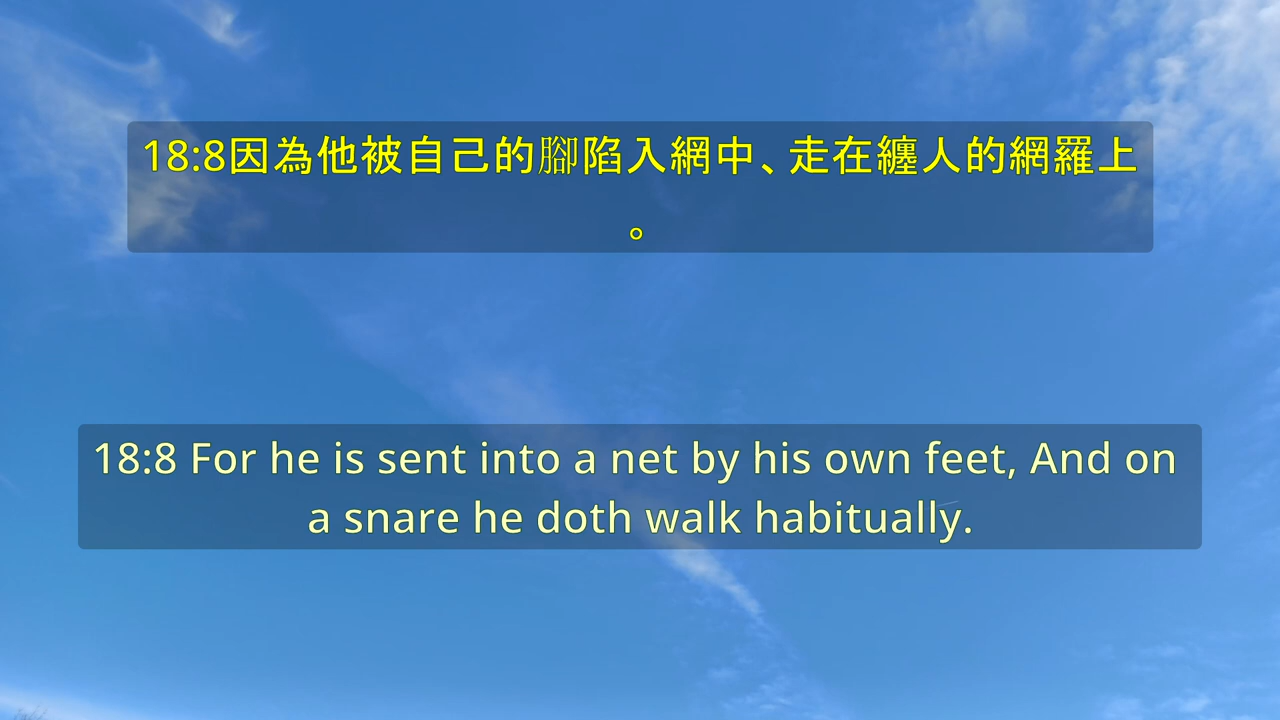 18:8因為他被自己的腳陷入網中、走在纏人的網羅上
。
18:8 For he is sent into a net by his own feet, And on
a snare he doth walk habitually.